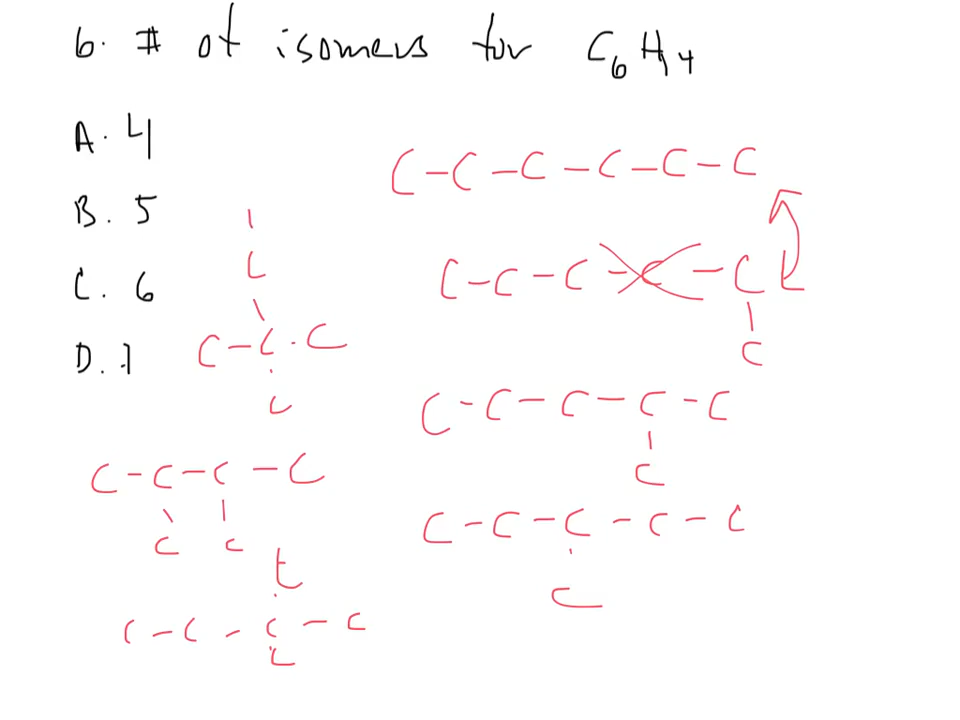 6. # of isomers for C6H4
A. 4
B. 5
C. 6
D. 7
C-C-C-C-C-C
C-C-C-C-C C
C
C-C.C
C
C-C-C-C-C
C
C-C-C-C
C C
C-C-C-C-C
C
C-C-C-C
C